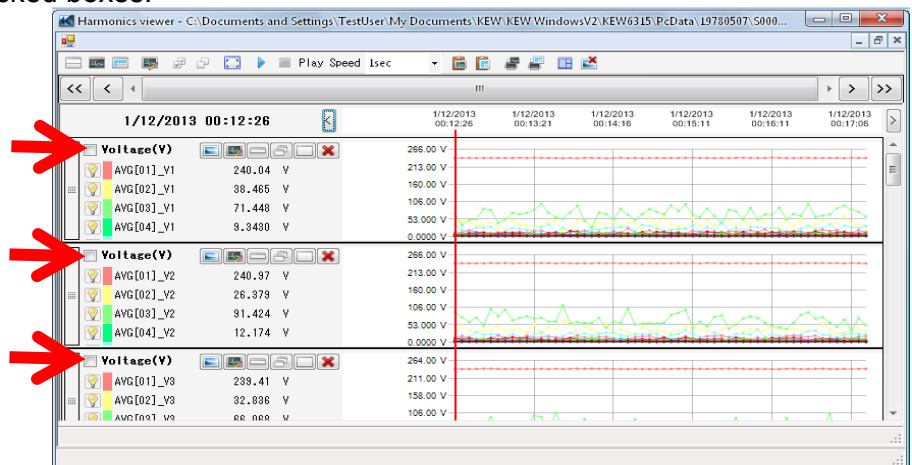 Harmonics viewer - C:\Documents and Settings\TestUser\My Documents\KEW\KEW WindowsV2\KEW6315\PcData\19780507\S000...
Play Speed 1sec
<< < > >>
1/12/2013 00:12:26
1/12/2013 1/12/2013 1/12/2013 1/12/2013 1/12/2013 1/12/2013
00:12:26 00:13:21 00:14:16 00:15:11 00:16:11 00:17:06
Voltage(V)
AVG[01]_V1 240.04 V
AVG[02]_V1 38.465 V
AVG[03]_V1 71.448 V
AVG[04]_V1 9.3430 V
266.00 V
213.00 V
160.00 V
106.00 V
53.000 V
0.0000 V
Voltage(V)
AVG[01]_V2 240.97 V
AVG[02]_V2 26.379 V
AVG[03]_V2 91.424 V
AVG[04]_V2 12.174 V
266.00 V
213.00 V
160.00 V
106.00 V
53.000 V
0.0000 V
Voltage(V)
AVG[01]_V3 239.41 V
AVG[02]_V3 32.836 V
AVG[03]_V3 66.068 V
264.00 V
211.00 V
158.00 V
106.00 V